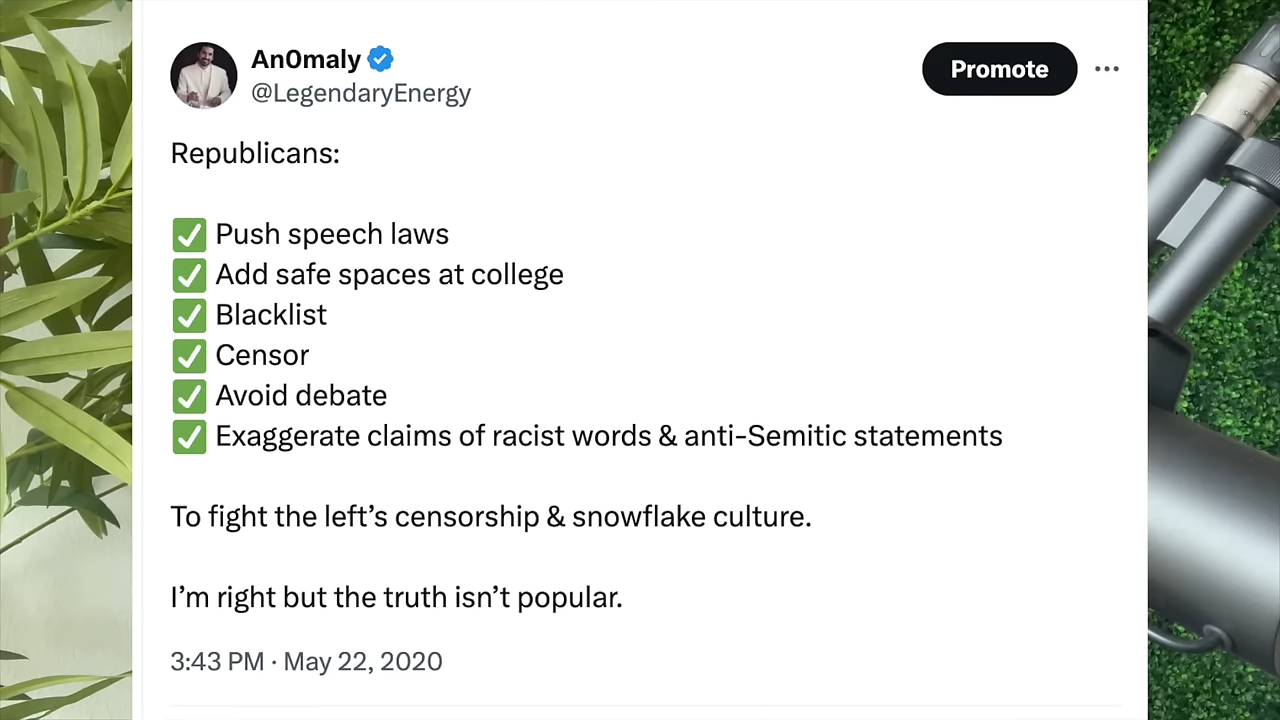 An0maly
@LegendaryEnergy
Promote
Republicans:
✅ Push speech laws
✅ Add safe spaces at college
✅ Blacklist
✅ Censor
✅ Avoid debate
✅ Exaggerate claims of racist words & anti-Semitic statements
To fight the left’s censorship & snowflake culture.
I’m right but the truth isn’t popular.
3:43 PM · May 22, 2020